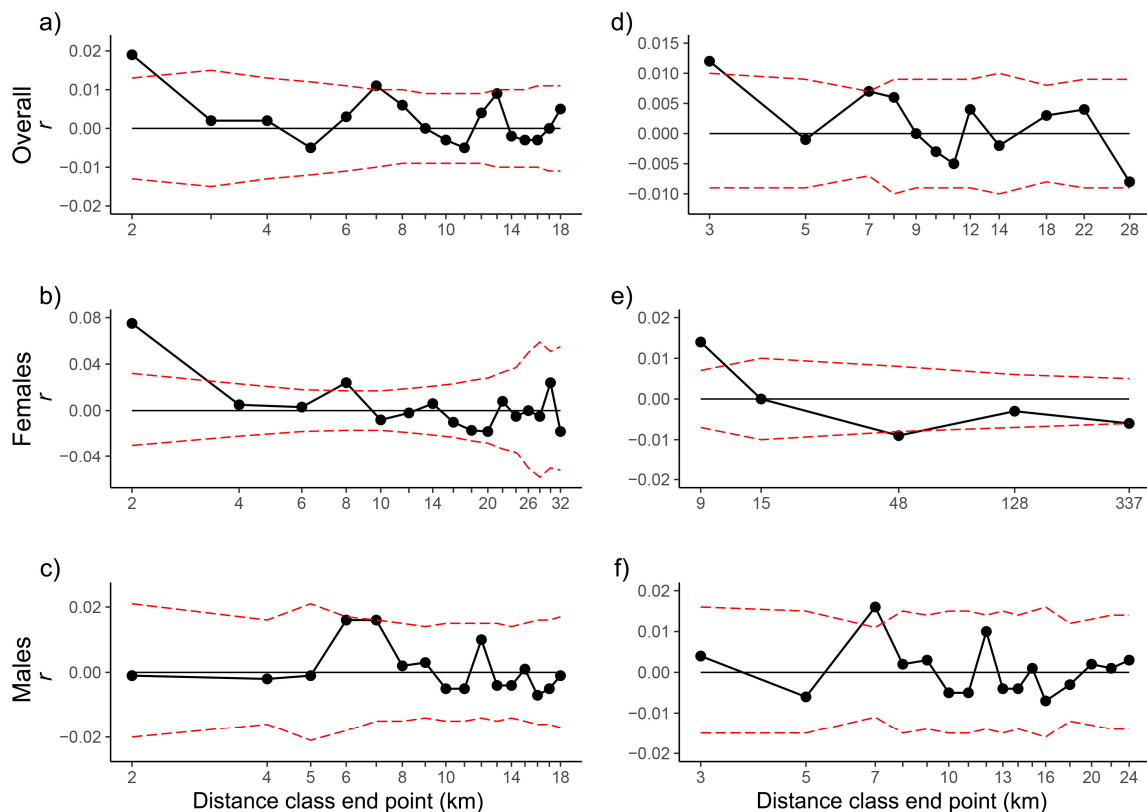 a)
Overall
r
0.02
0.01
0.00
−0.01
−0.02
2 4 6 8 10 14 18
d)
0.015
0.010
0.005
0.000
−0.005
−0.010
3 5 7 9 12 14 18 22 28
b)
Females
r
0.08
0.04
0.00
−0.04
2 4 6 8 10 14 20 26 32
e)
0.02
0.01
0.00
−0.01
−0.02
9 15 48 128 337
c)
Males
r
0.02
0.00
−0.02
2 4 5 6 8 10 14 18
Distance class end point (km)
f)
0.02
0.01
0.00
−0.01
−0.02
3 5 7 10 13 16 20 24
Distance class end point (km)